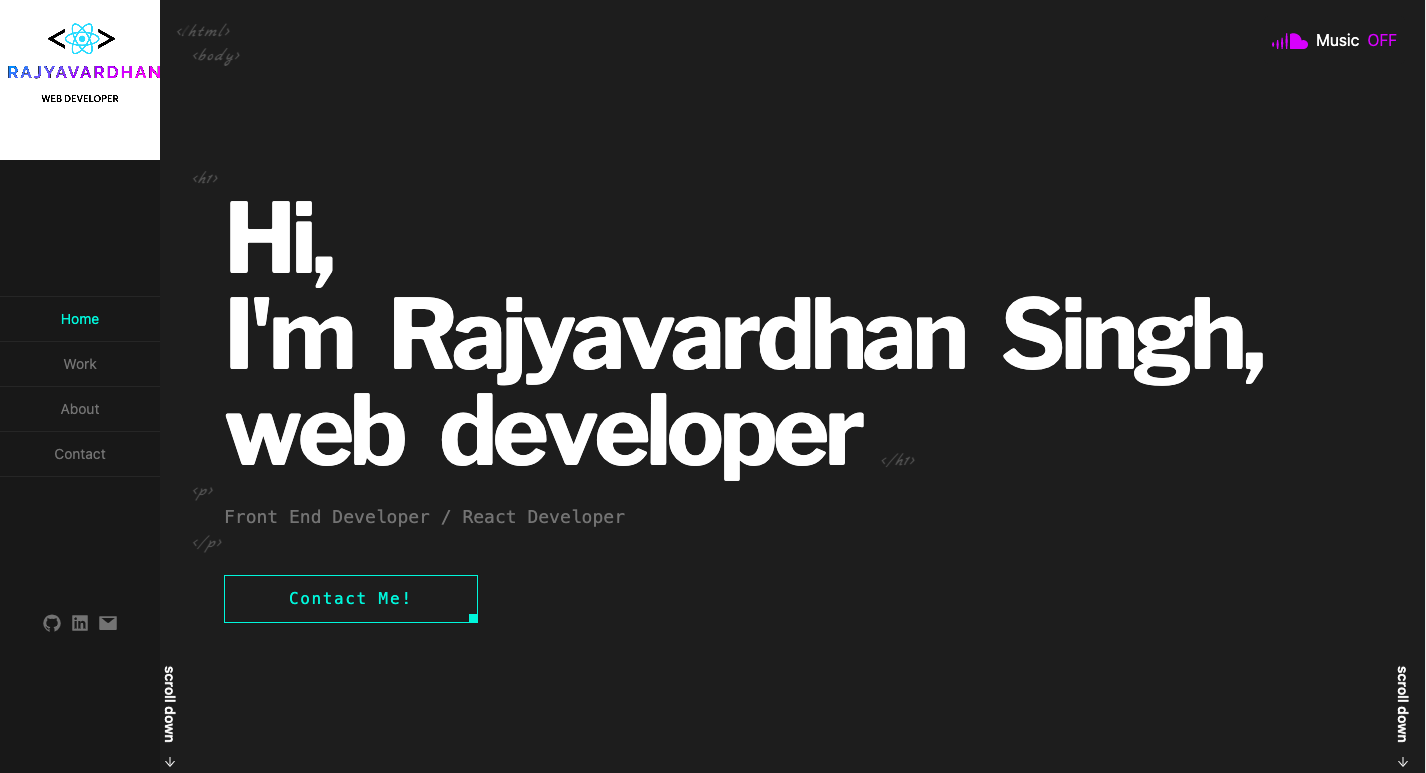 RAJYAVARDHAN
WEB DEVELOPER
Home
Work
About
Contact
</html>
<body>
Music OFF
<h1>
Hi,
I'm Rajyavardhan Singh,
web developer
</h1>
<p>
Front End Developer / React Developer
</p>
Contact Me!
scroll down
scroll down